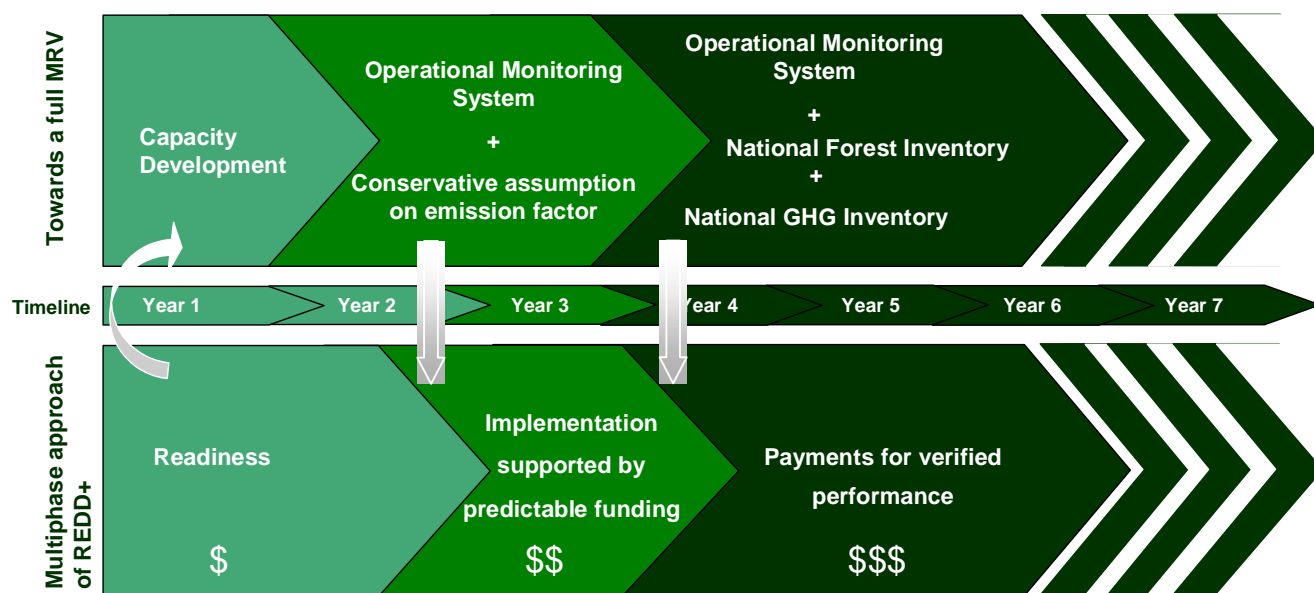 Towards a full MRV
Capacity
Development
Operational Monitoring
System
+
Conservative assumption
on emission factor
Operational Monitoring
System
+
National Forest Inventory
+
National GHG Inventory
Timeline
Year 1
Year 2
Year 3
Year 4
Year 5
Year 6
Year 7
Multiphase approach
of REDD+
Readiness
$
Implementation
supported by
predictable funding
$$
Payments for verified
performance
$$$